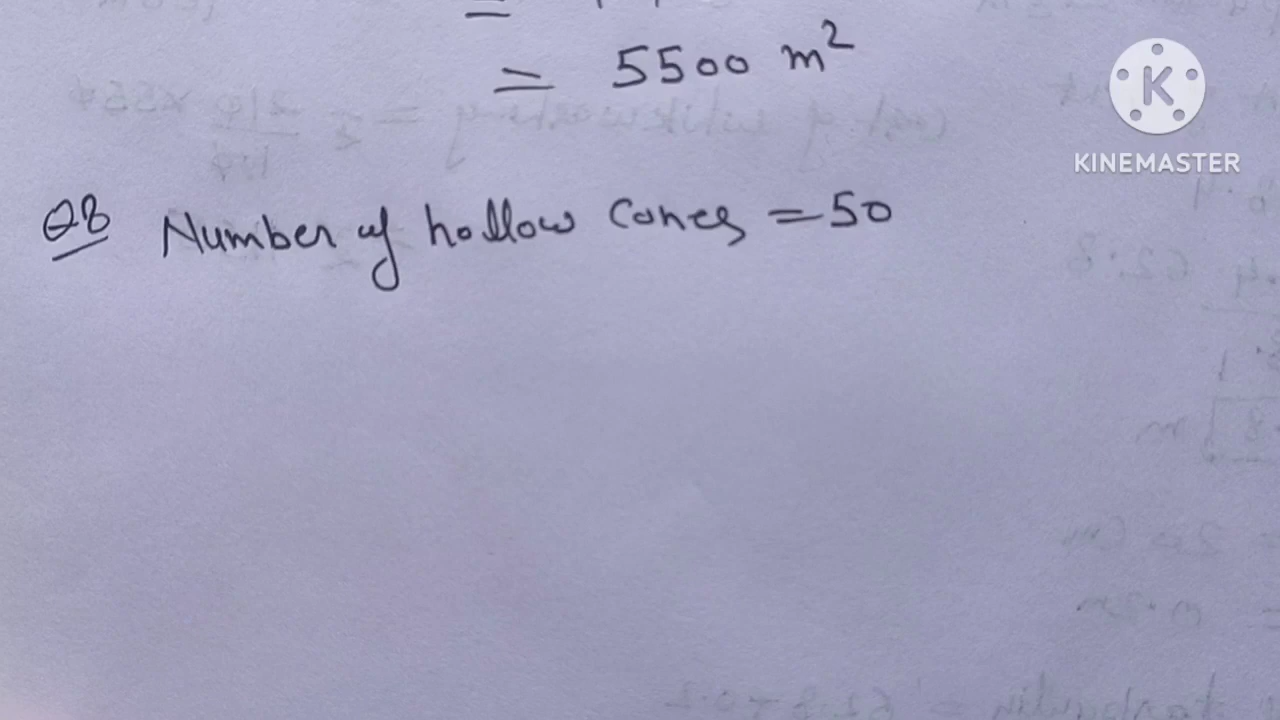 = 5500 m²
KINEMASTER
Q8 Number of hollow Cones = 50